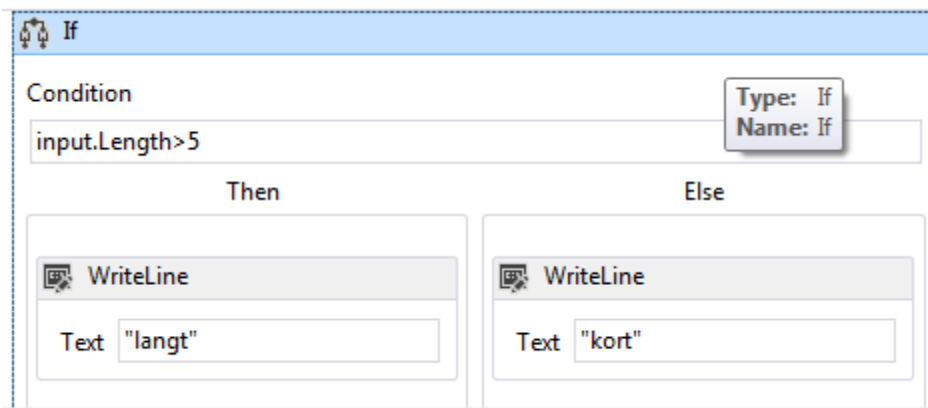 If
Condition
Type: If
Name: If
input.Length>5
Then
Else
WriteLine
WriteLine
Text "langt"
Text "kort"